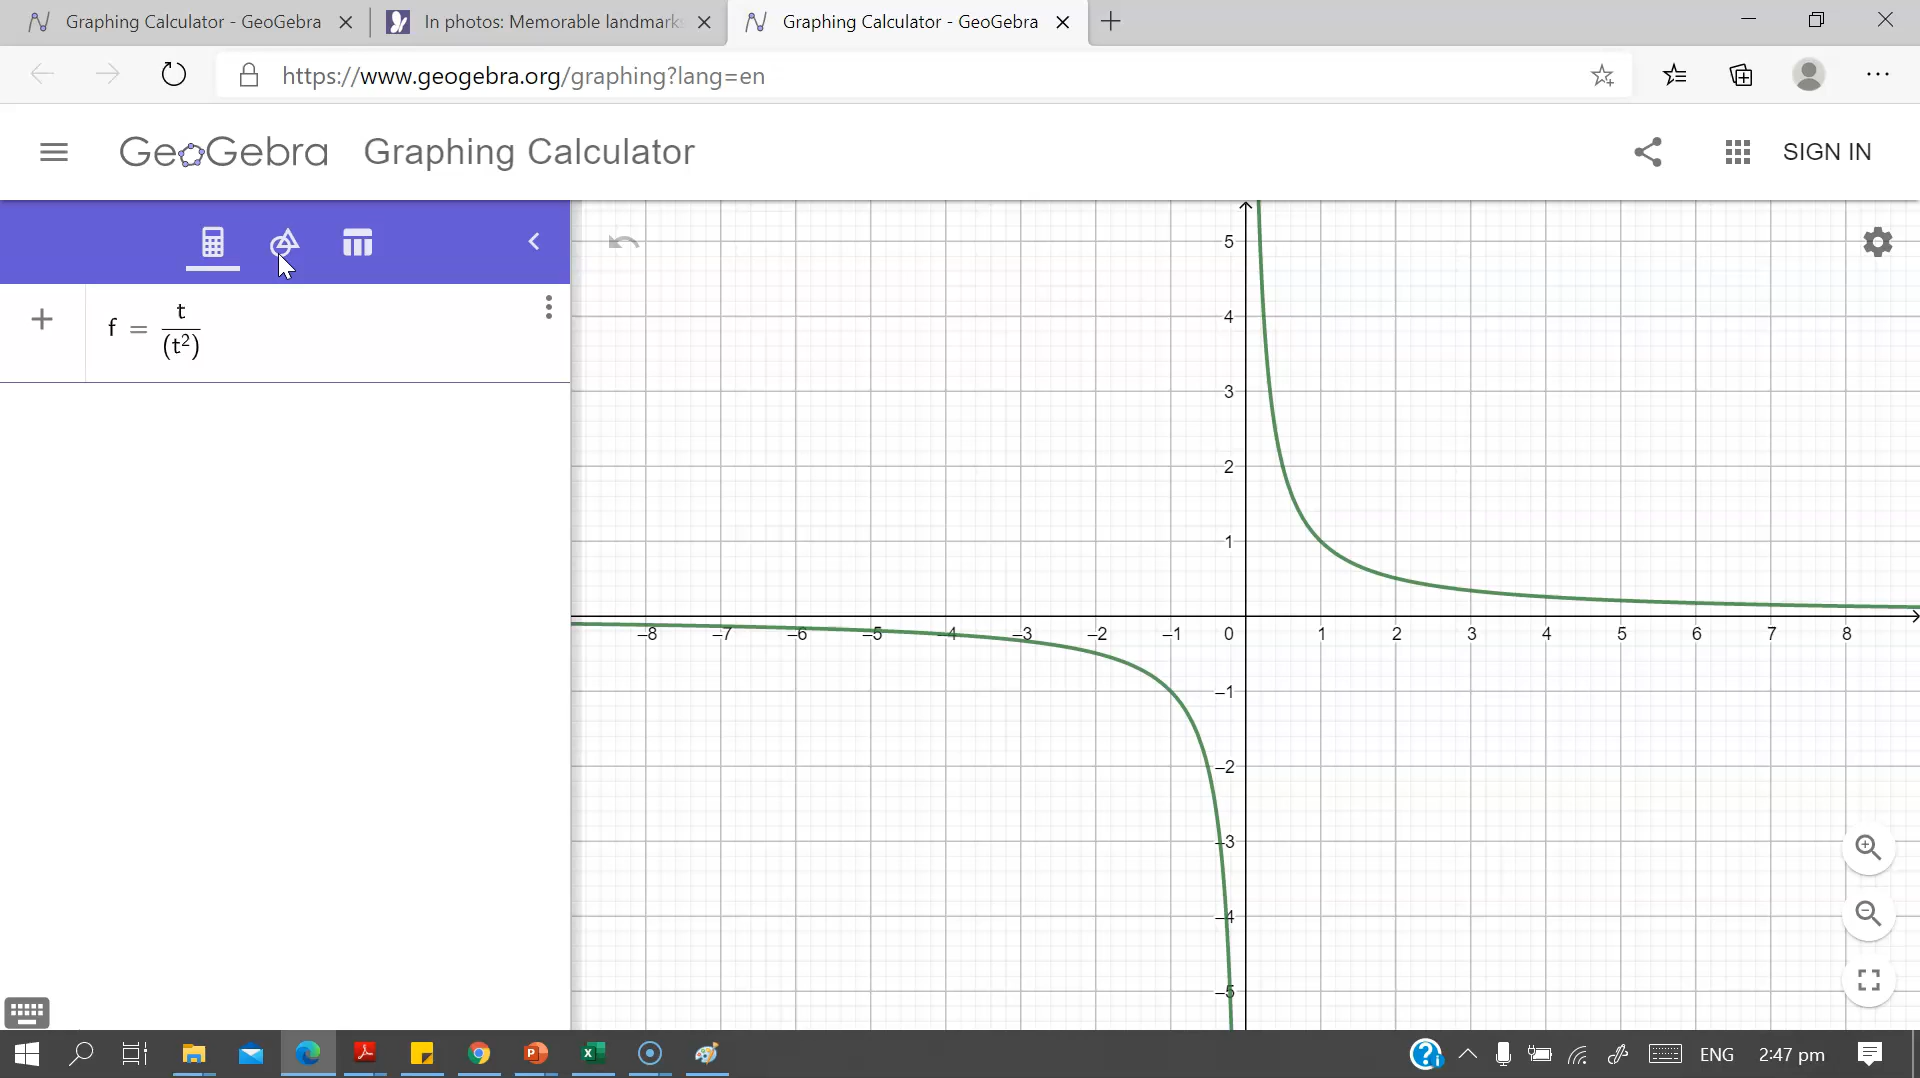 Graphing Calculator - GeoGebra
In photos: Memorable landmarks
Graphing Calculator - GeoGebra
https://www.geogebra.org/graphing?lang=en
GeoGebra Graphing Calculator
SIGN IN
f = t/(t²)
5
4
3
2
1
–8 –7 –6 –5 –4 –3 –2 –1 0 1 2 3 4 5 6 7 8
–1
–2
–3
–4
–5
ENG 2:47 pm